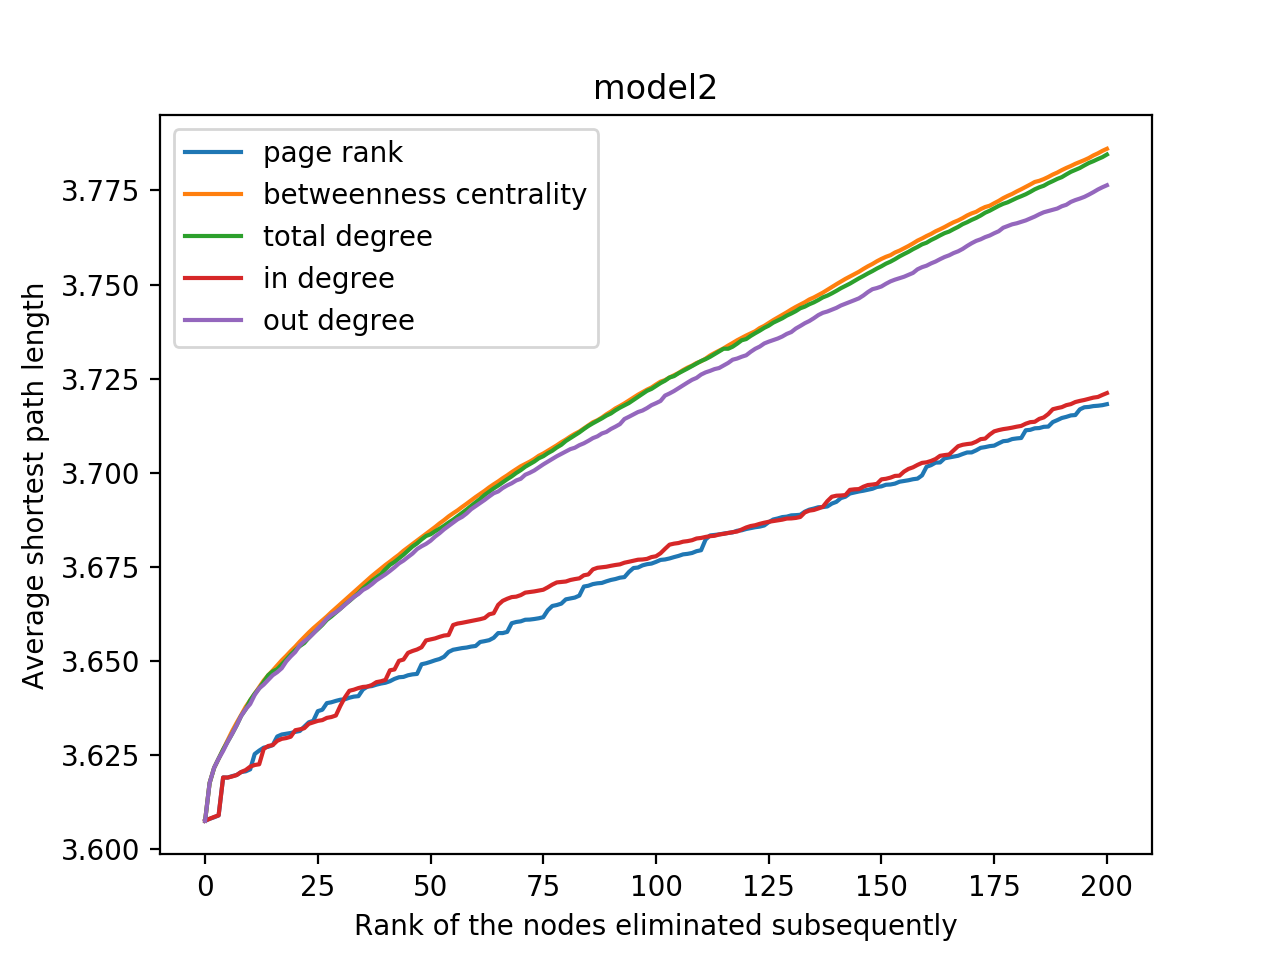 model2
page rank
betweenness centrality
total degree
in degree
out degree
3.775
3.750
3.725
3.700
3.675
3.650
3.625
3.600
Average shortest path length
0 25 50 75 100 125 150 175 200
Rank of the nodes eliminated subsequently